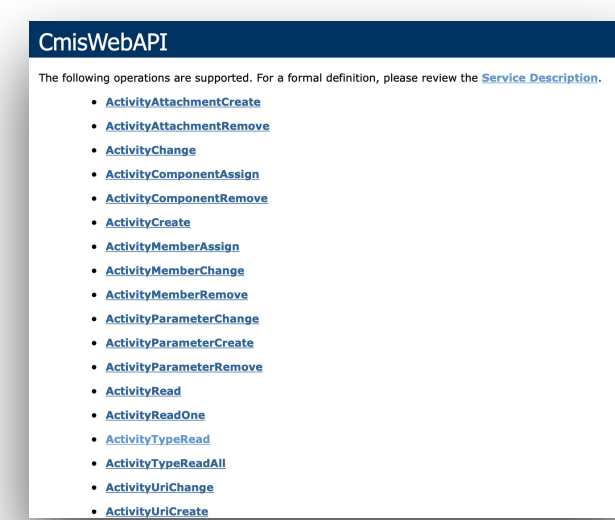 CmisWebAPI
The following operations are supported. For a formal definition, please review the Service Description.
ActivityAttachmentCreate
ActivityAttachmentRemove
ActivityChange
ActivityComponentAssign
ActivityComponentRemove
ActivityCreate
ActivityMemberAssign
ActivityMemberChange
ActivityMemberRemove
ActivityParameterChange
ActivityParameterCreate
ActivityParameterRemove
ActivityRead
ActivityReadOne
ActivityTypeRead
ActivityTypeReadAll
ActivityUriChange
ActivityUriCreate